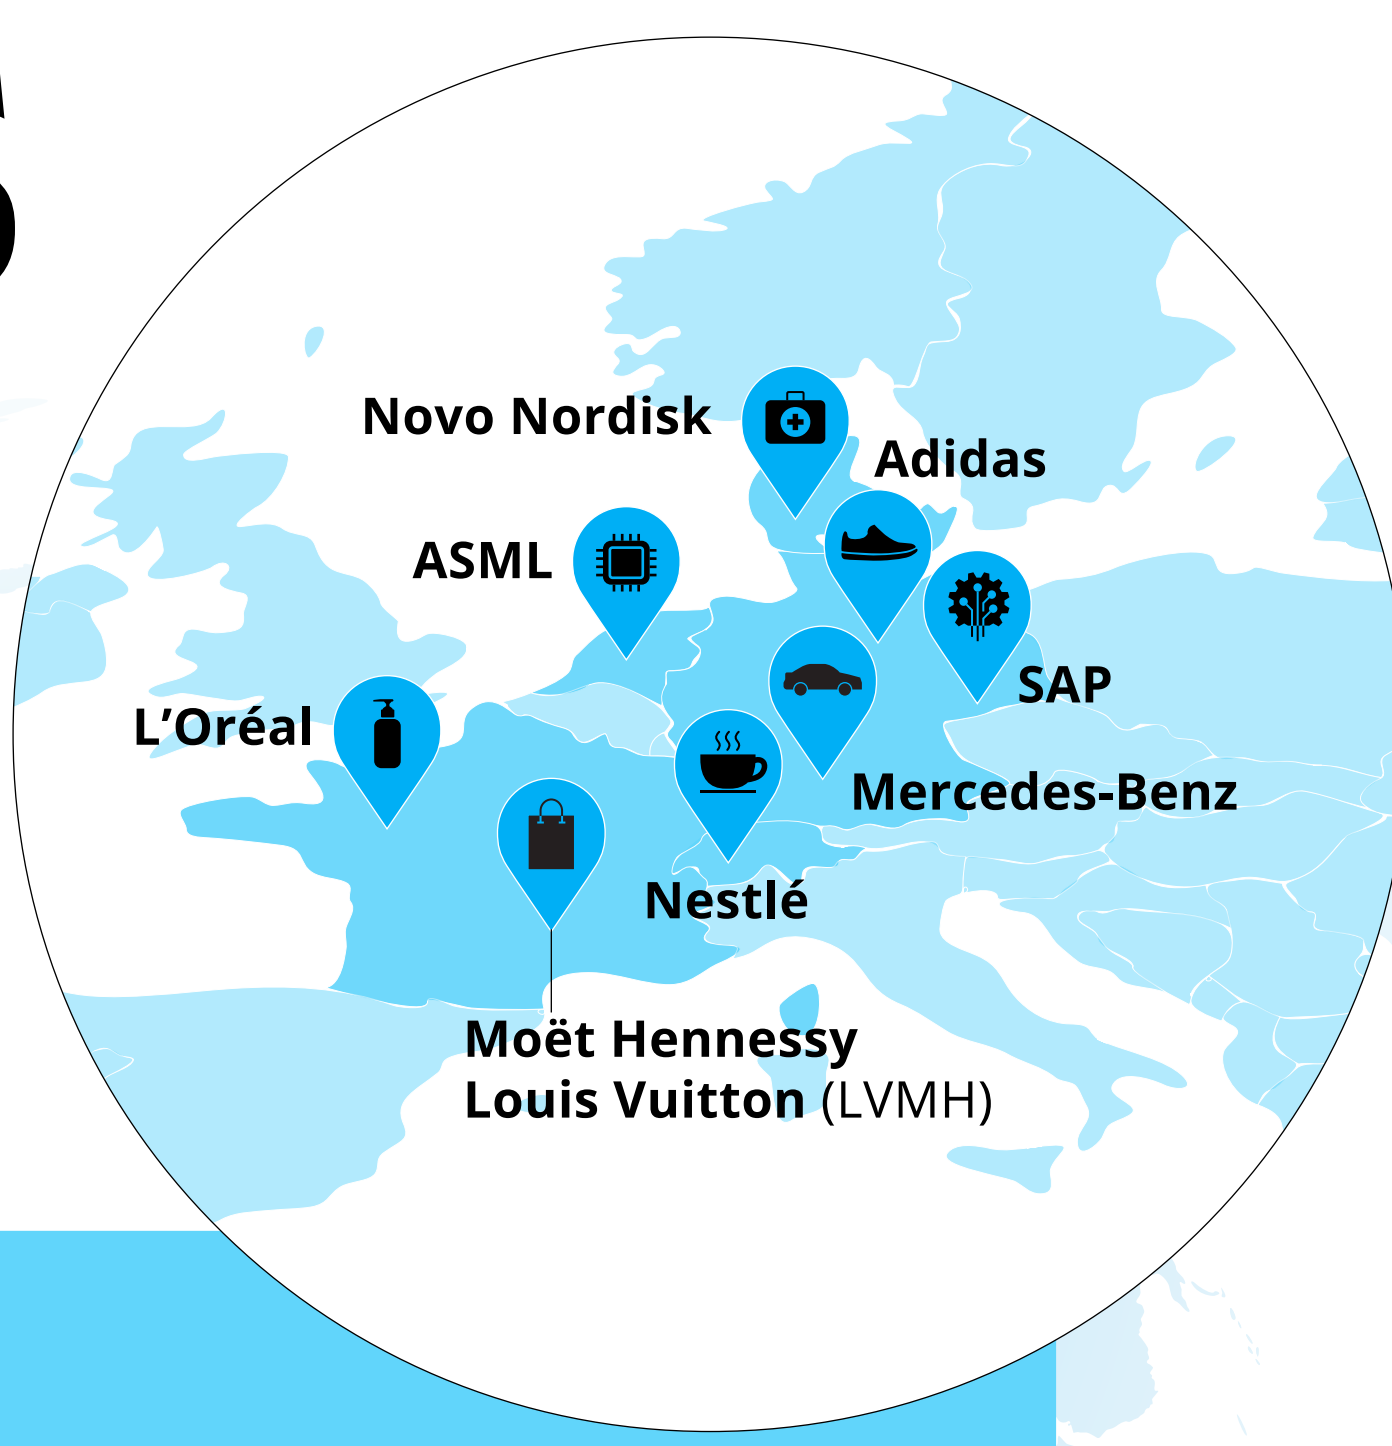 Novo Nordisk
Adidas
ASML
SAP
L’Oréal
Mercedes-Benz
Nestlé
Moët Hennessy
Louis Vuitton (LVMH)